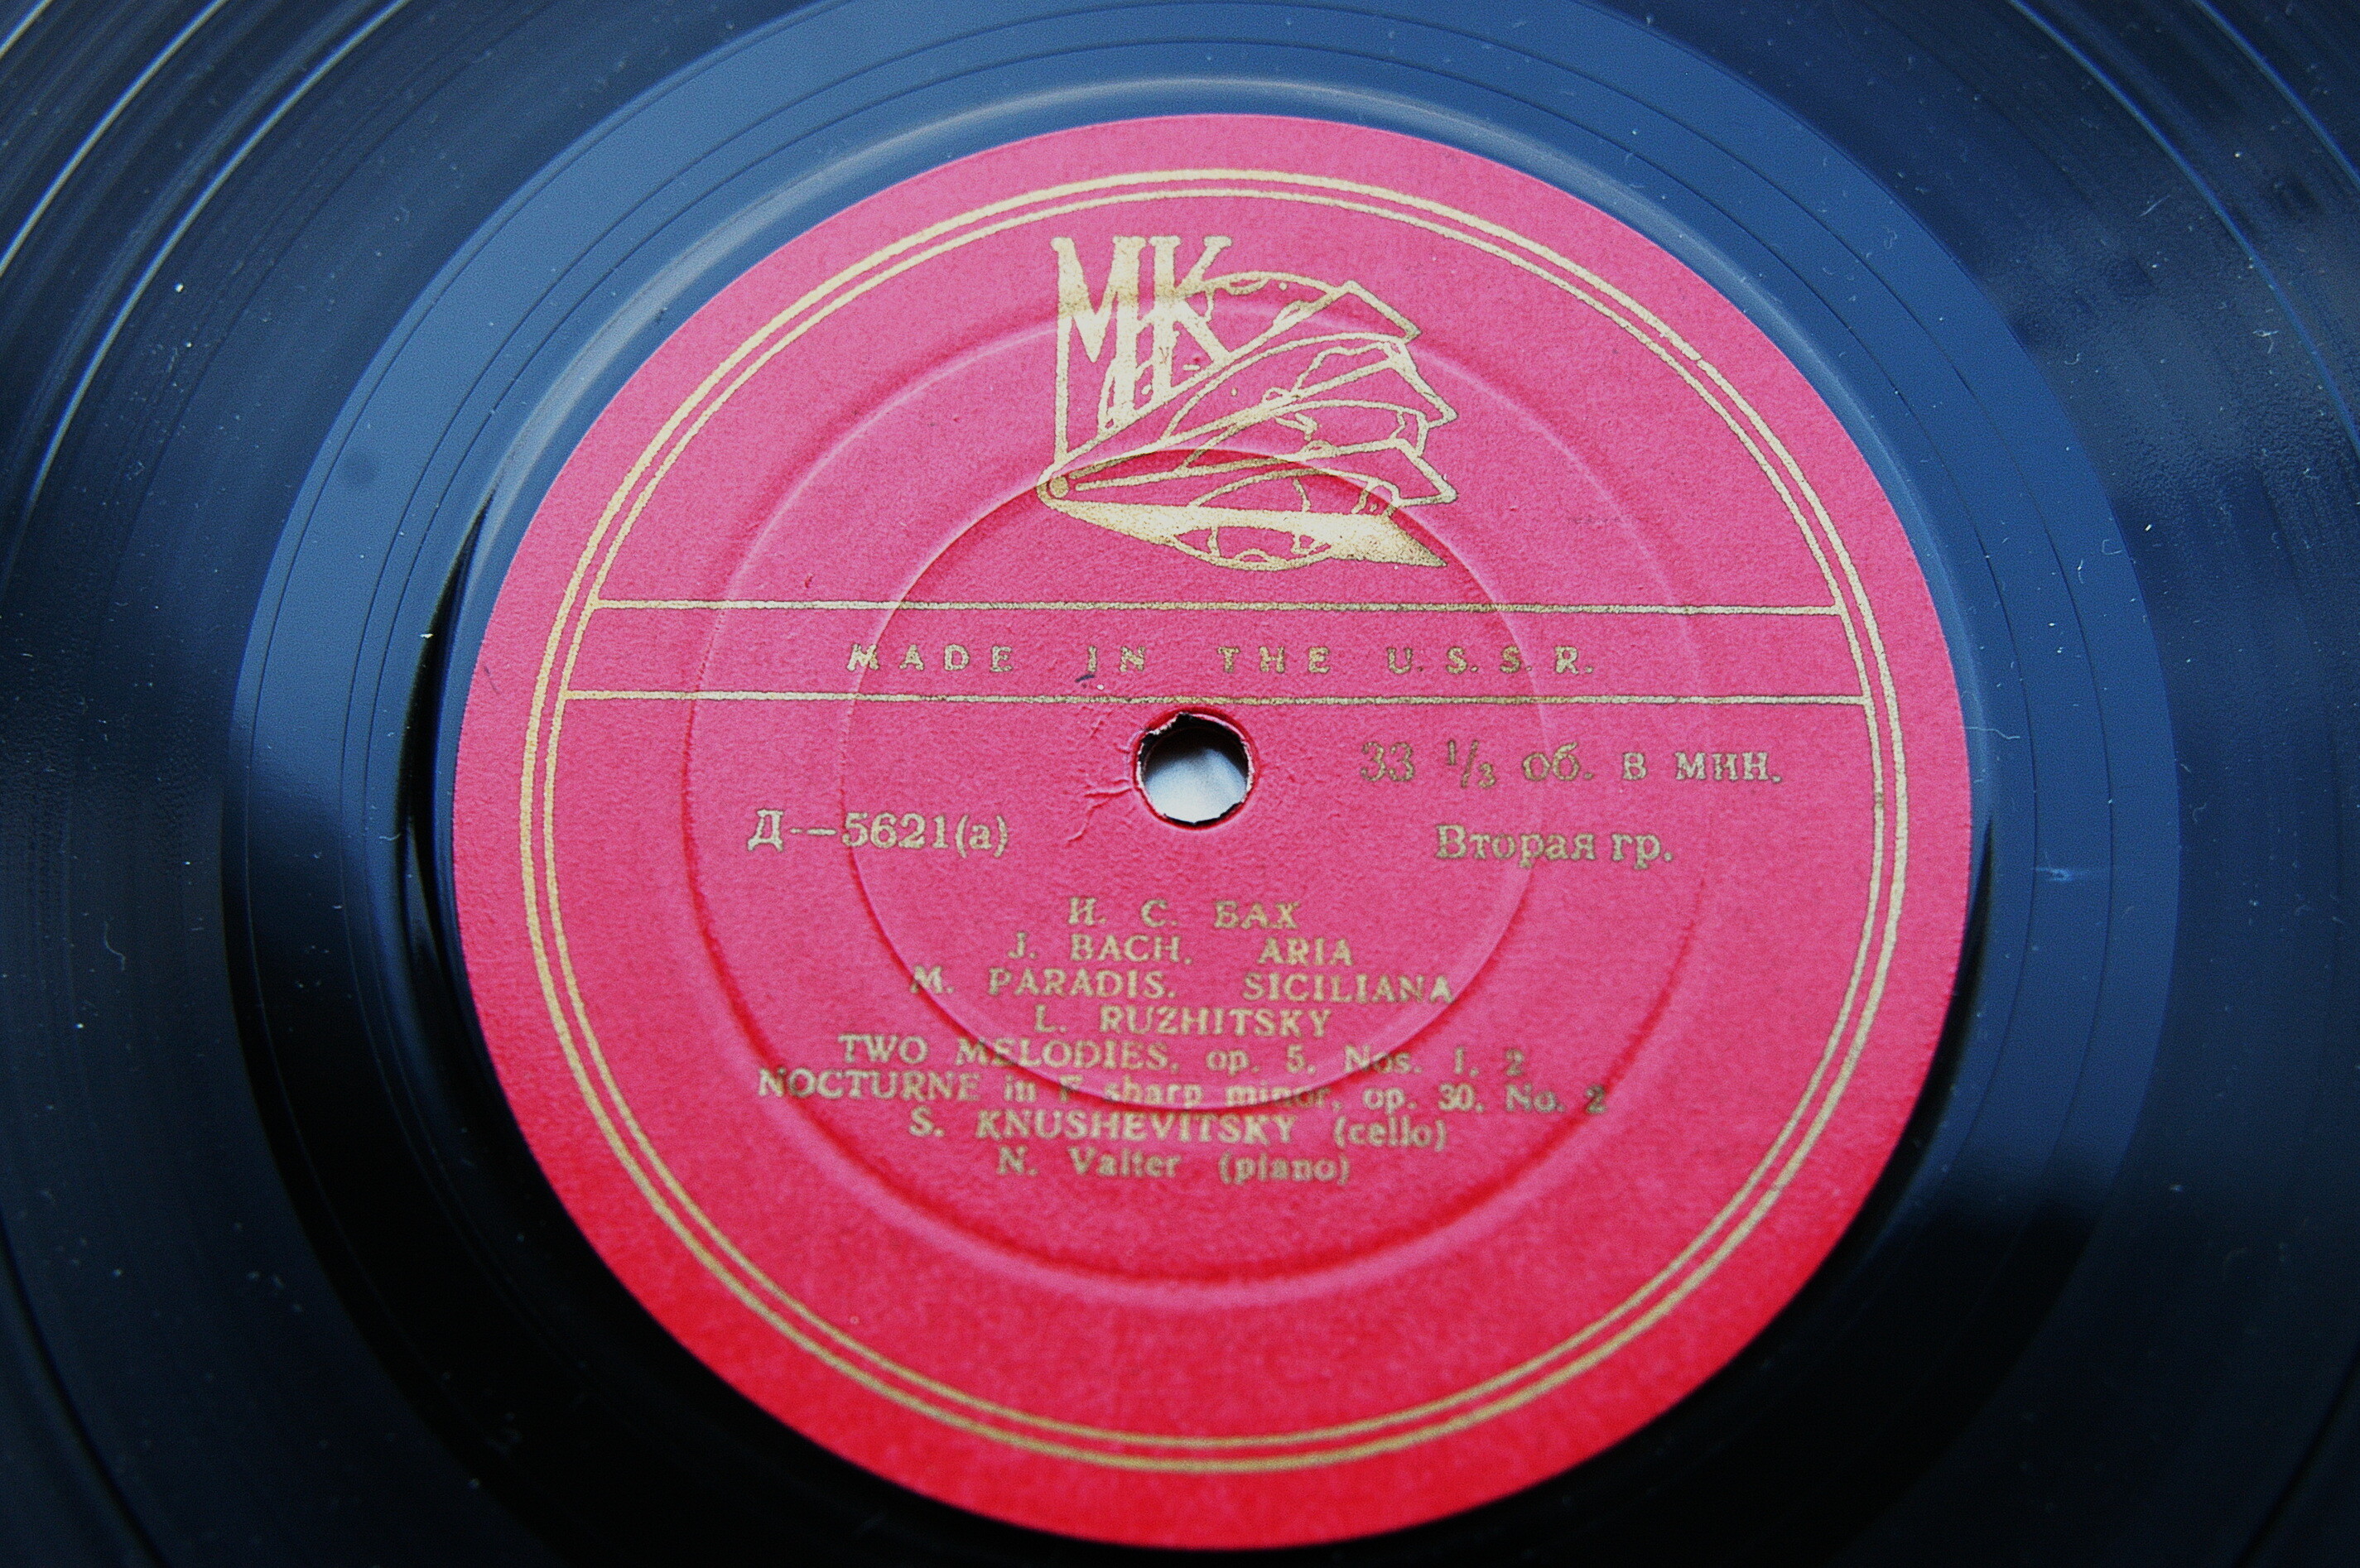 MK
MADE IN THE U.S.S.R.
33 1/3 об. в мин.
Д--5621(а)
Вторая гр.
И. С. БАХ
J. BACH. ARIA
M. PARADIS. SICILIANA
L. RUZHITSKY
TWO MELODIES, op. 5, Nos. 1, 2
NOCTURNE in F sharp minor, op. 30, No. 2
S. KNUSHEVITSKY (cello)
N. Valter (piano)